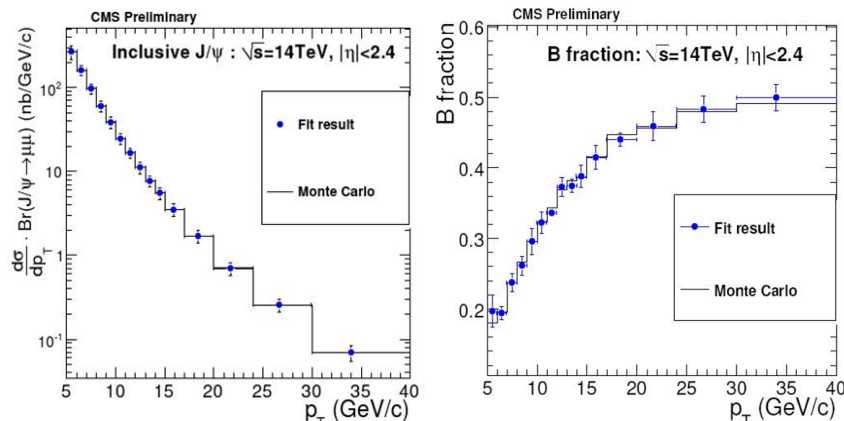 CMS Preliminary
Inclusive J/ψ : √s=14TeV, |η|<2.4
dσ/dp_T · Br(J/ψ→μμ) (nb/GeV/c)
10²
10
1
10⁻¹
Fit result
Monte Carlo
5 10 15 20 25 30 35 40
p_T (GeV/c)
CMS Preliminary
B fraction: √s=14TeV, |η|<2.4
B fraction
0.6
0.5
0.4
0.3
0.2
Fit result
Monte Carlo
5 10 15 20 25 30 35 40
p_T (GeV/c)